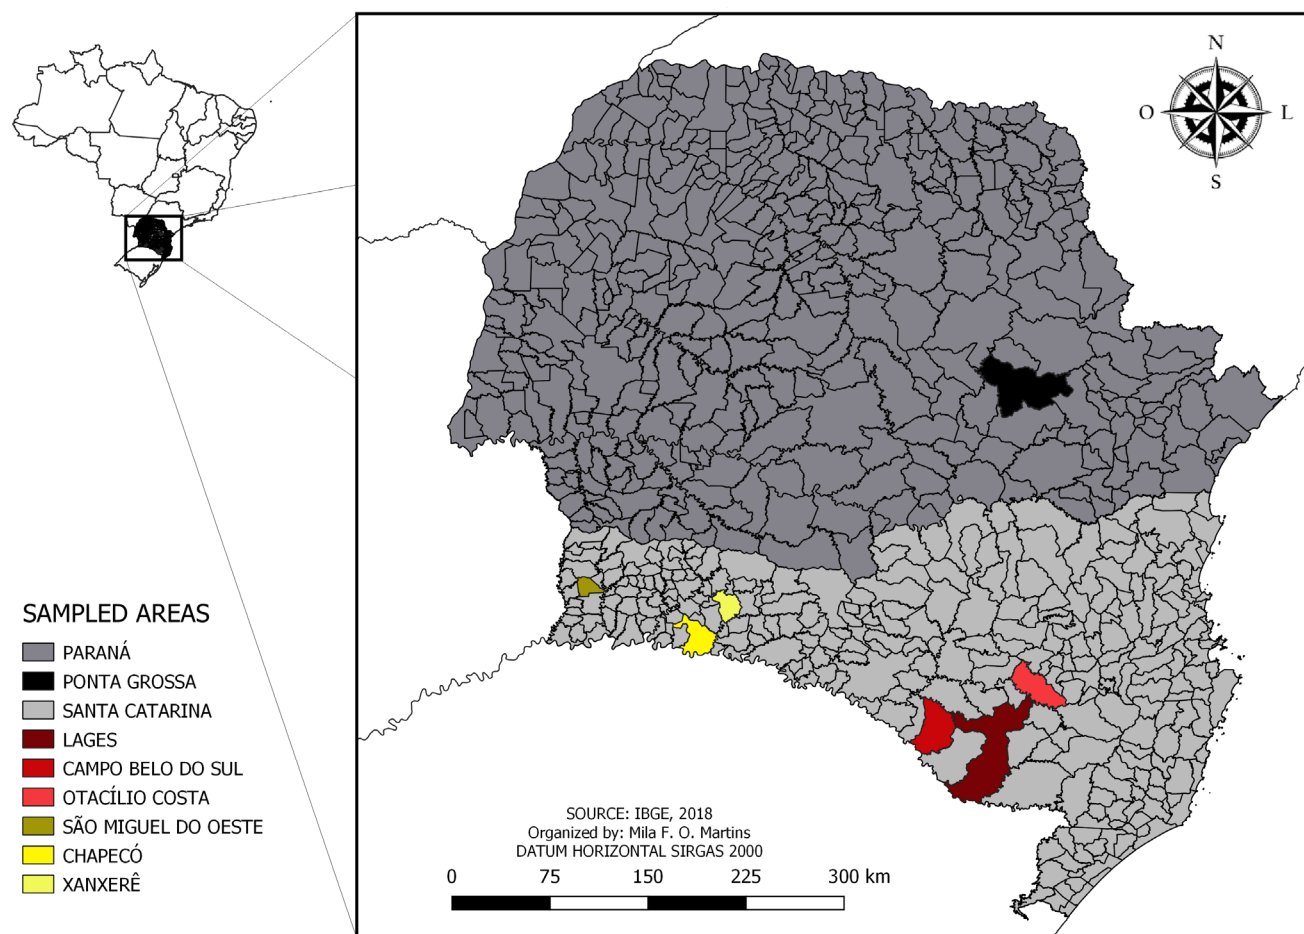 N
O
L
S
SAMPLED AREAS
PARANÁ
PONTA GROSSA
SANTA CATARINA
LAGES
CAMPO BELO DO SUL
OTACÍLIO COSTA
SÃO MIGUEL DO OESTE
CHAPECÓ
XANXERÊ
SOURCE: IBGE, 2018
Organized by: Mila F. O. Martins
DATUM HORIZONTAL SIRGAS 2000
0 75 150 225 300 km